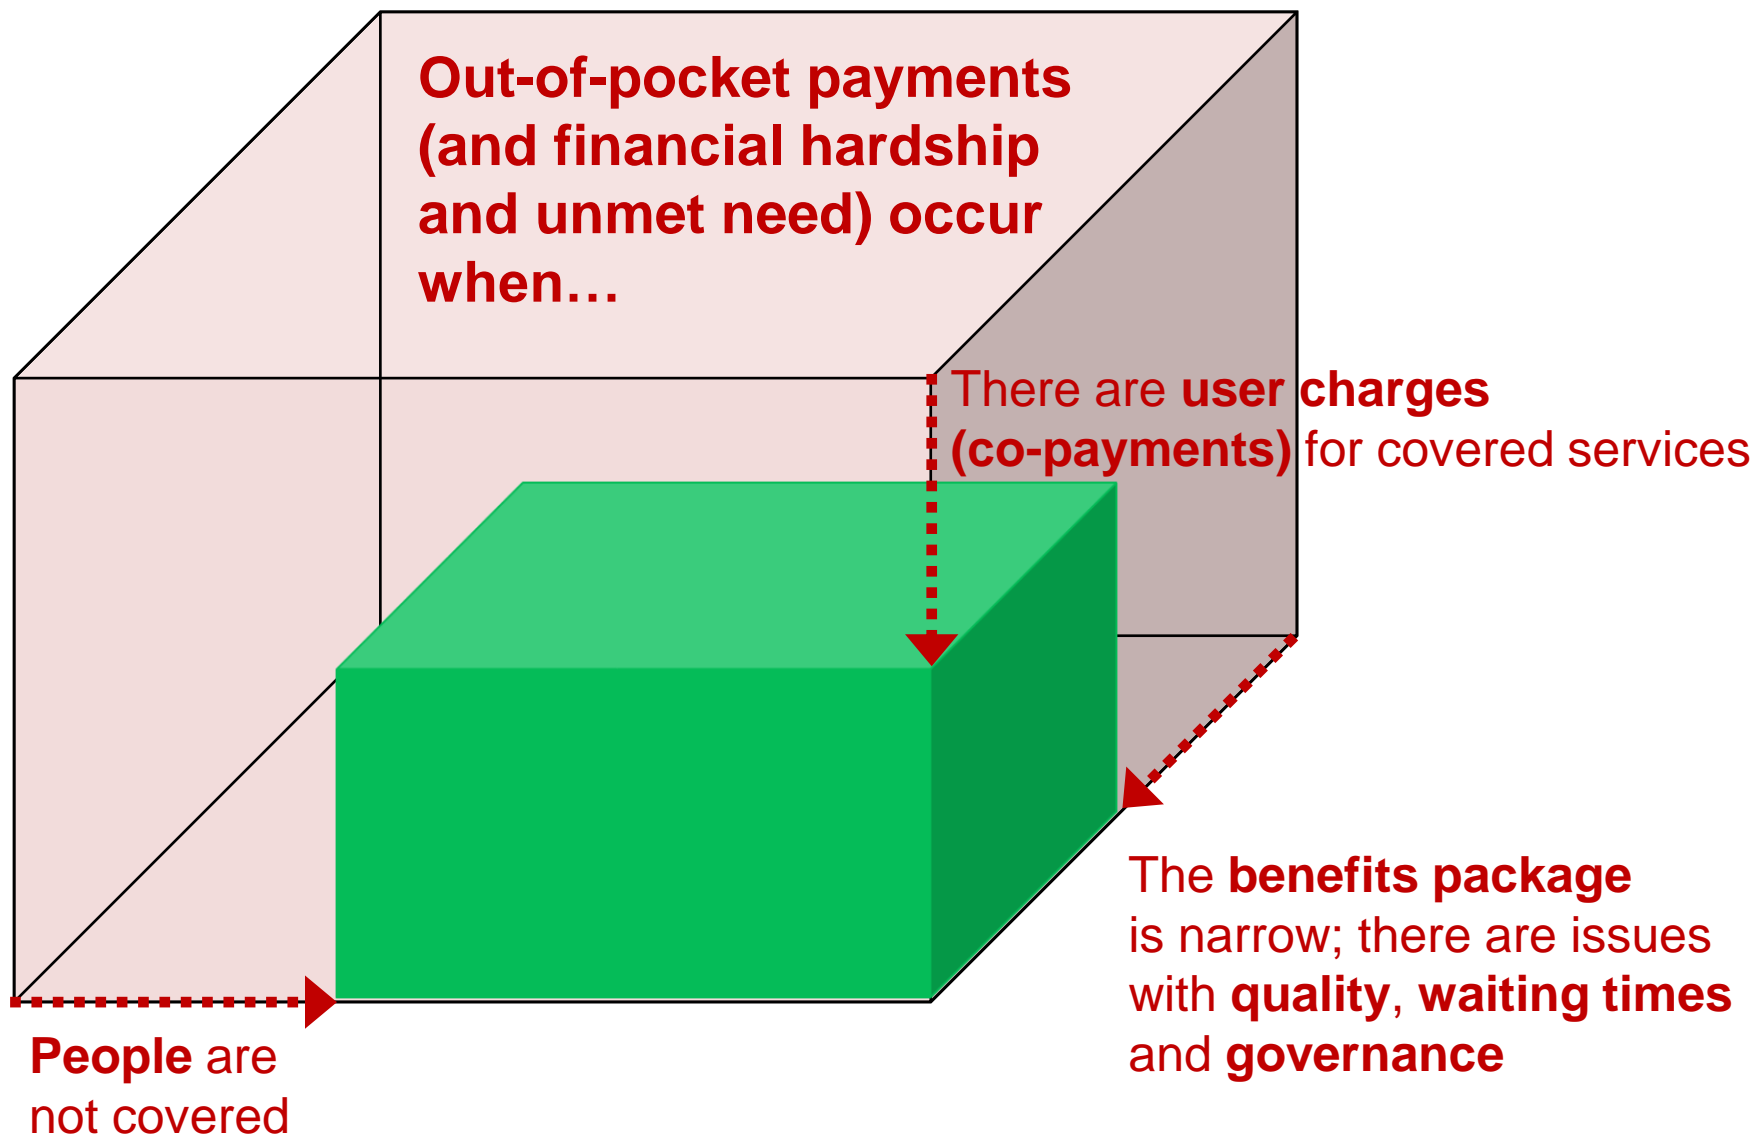 Out-of-pocket payments
(and financial hardship
and unmet need) occur
when…
There are user charges
(co-payments) for covered services
The benefits package
is narrow; there are issues
with quality, waiting times
and governance
People are
not covered